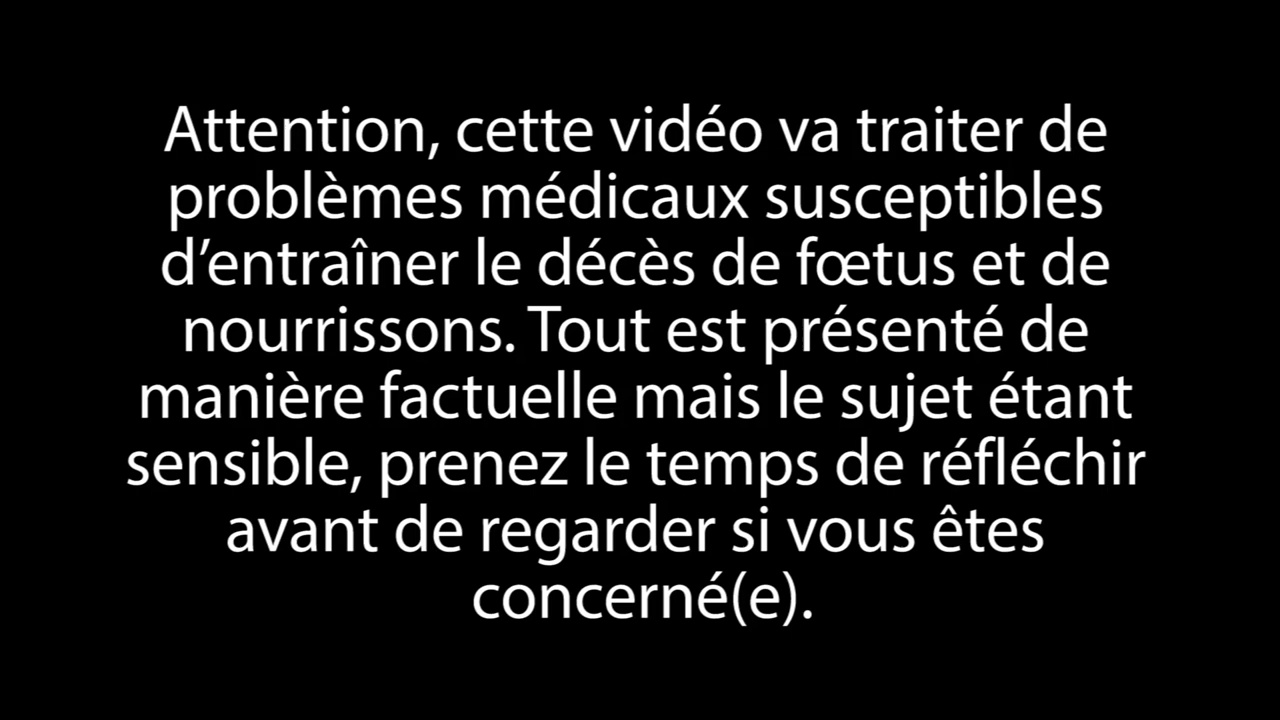 Attention, cette vidéo va traiter de
problèmes médicaux susceptibles
d’entraîner le décès de fœtus et de
nourrissons. Tout est présenté de
manière factuelle mais le sujet étant
sensible, prenez le temps de réfléchir
avant de regarder si vous êtes
concerné(e).